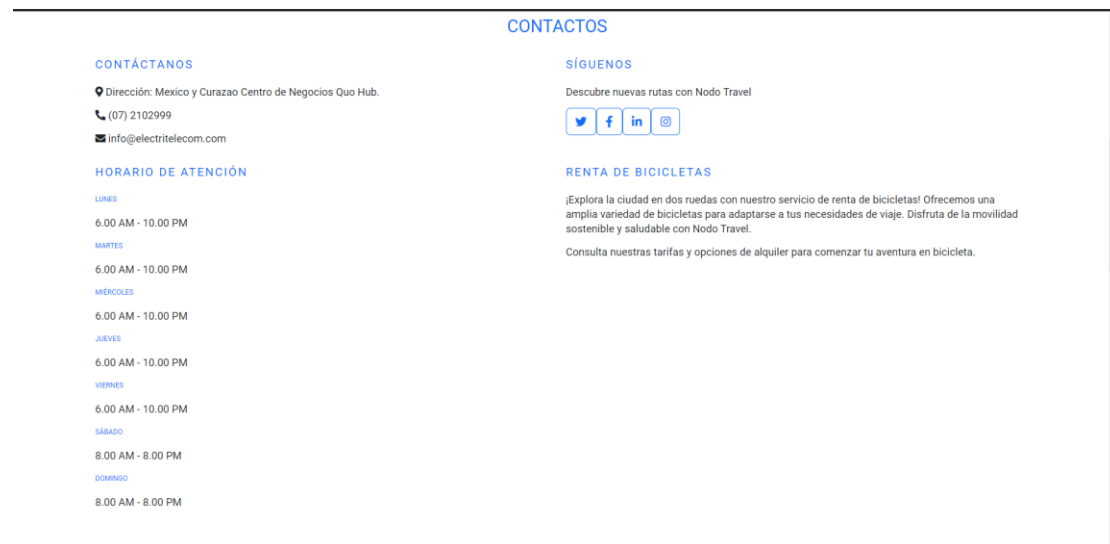 CONTACTOS
CONTÁCTANOS
Dirección: Mexico y Curazao Centro de Negocios Quo Hub.
(07) 2102999
info@electritelecom.com
HORARIO DE ATENCIÓN
LUNES
6.00 AM - 10.00 PM
MARTES
6.00 AM - 10.00 PM
MIÉRCOLES
6.00 AM - 10.00 PM
JUEVES
6.00 AM - 10.00 PM
VIERNES
6.00 AM - 10.00 PM
SÁBADO
8.00 AM - 8.00 PM
DOMINGO
8.00 AM - 8.00 PM
SÍGUENOS
Descubre nuevas rutas con Nodo Travel
RENTA DE BICICLETAS
¡Explora la ciudad en dos ruedas con nuestro servicio de renta de bicicletas! Ofrecemos una
amplia variedad de bicicletas para adaptarse a tus necesidades de viaje. Disfruta de la movilidad
sostenible y saludable con Nodo Travel.
Consulta nuestras tarifas y opciones de alquiler para comenzar tu aventura en bicicleta.